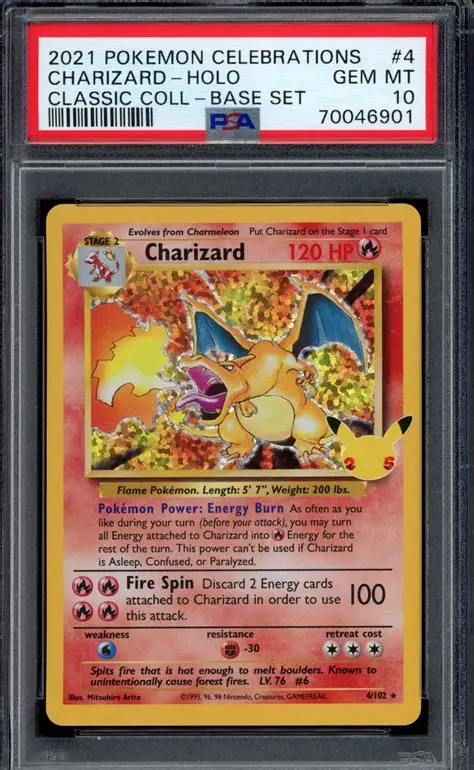 2021 POKEMON CELEBRATIONS #4
CHARIZARD-HOLO GEM MT
CLASSIC COLL-BASE SET 10
PSA 70046901
Evolves from Charmeleon Put Charizard on the Stage 1 card
STAGE 2 Charizard 120 HP
25
Flame Pokémon. Length: 5' 7", Weight: 200 lbs.
Pokémon Power: Energy Burn As often as you
like during your turn (before your attack), you may turn
all Energy attached to Charizard into Energy for the
rest of the turn. This power can't be used if Charizard
is Asleep, Confused, or Paralyzed.
Fire Spin Discard 2 Energy cards
attached to Charizard in order to use 100
this attack.
weakness resistance retreat cost
-30
Spits fire that is hot enough to melt boulders. Known to
unintentionally cause forest fires. LV. 76 #6
Illus. Mitsuhiro Arita ©1995, 96, 98 Nintendo, Creatures, GAMEFREAK. 4/102 ★